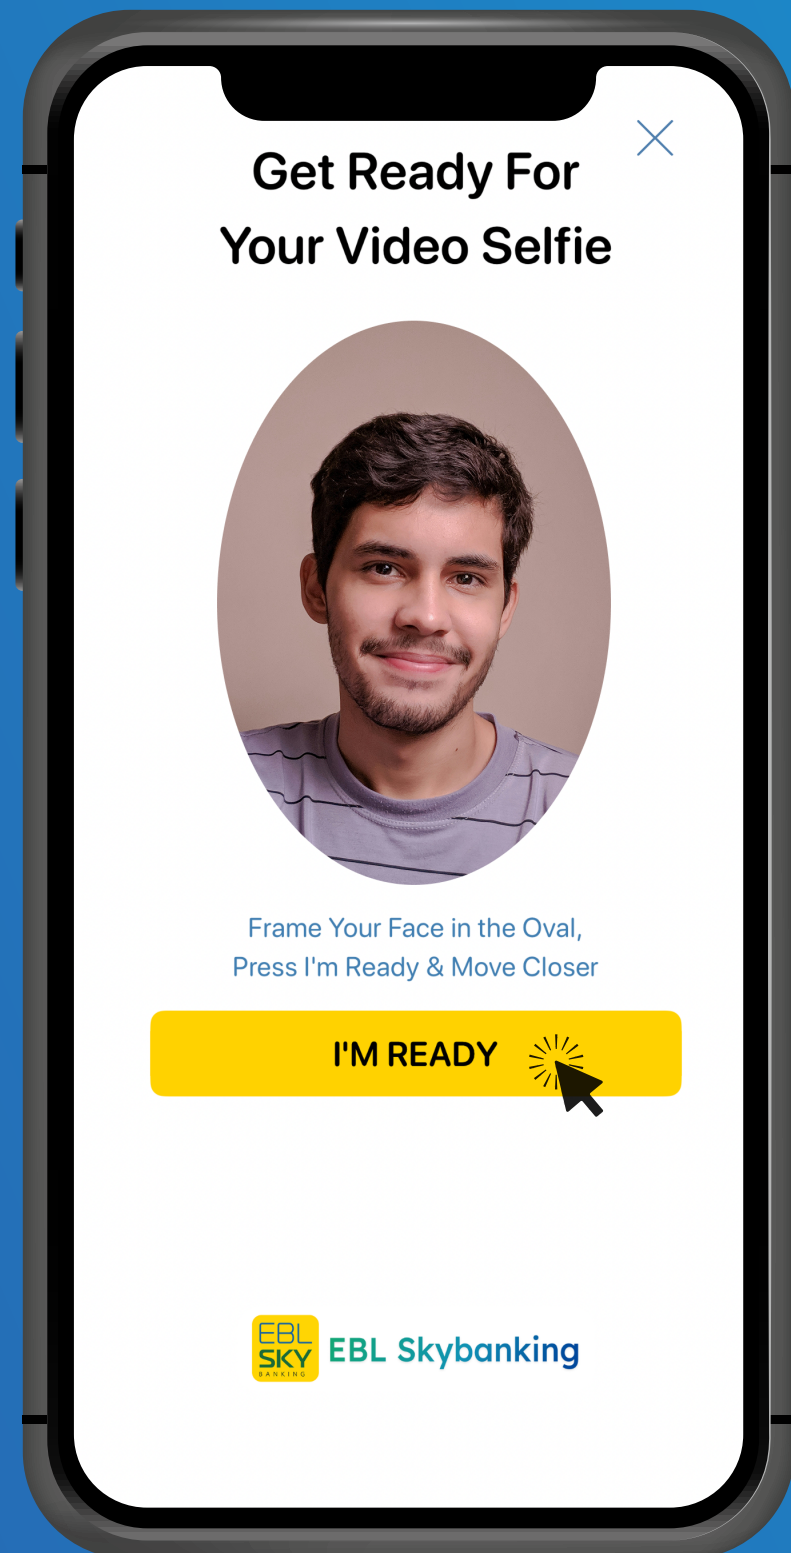 Get Ready For
Your Video Selfie
Frame Your Face in the Oval,
Press I'm Ready & Move Closer
I'M READY
EBL
SKY
BANKING
EBL Skybanking